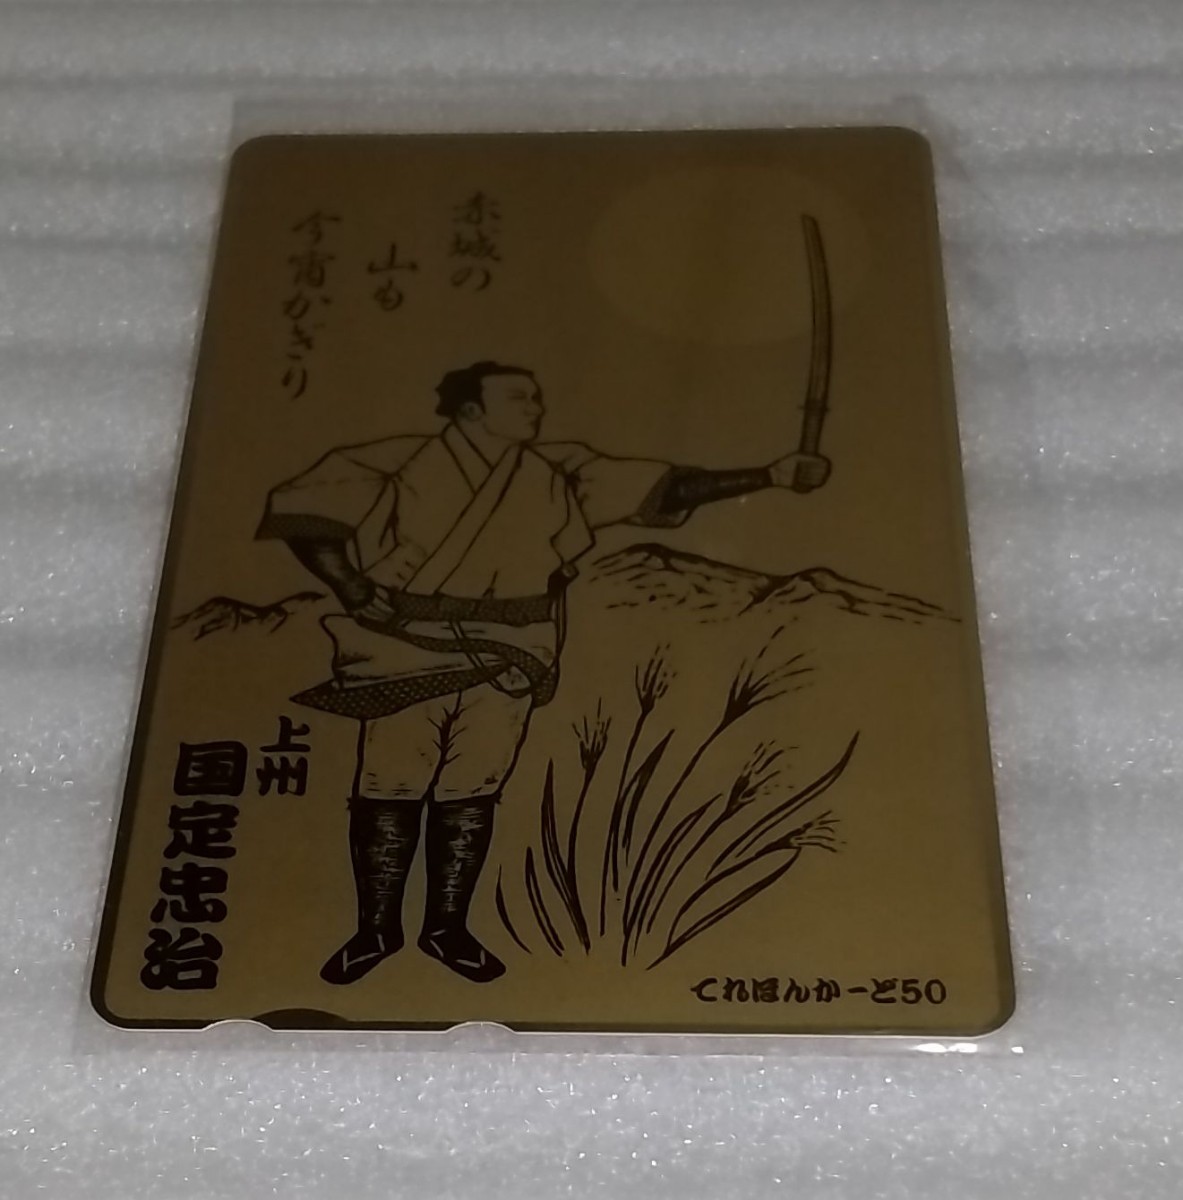 赤城の
山も
今宵かぎり
上州
国定忠治
てれほんかーど50